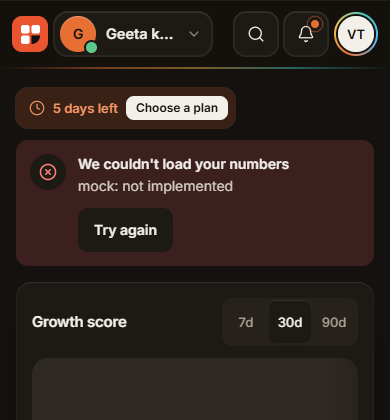 G
Geeta k...
VT
5 days left
Choose a plan
We couldn't load your numbers
mock: not implemented
Try again
Growth score
7d
30d
90d